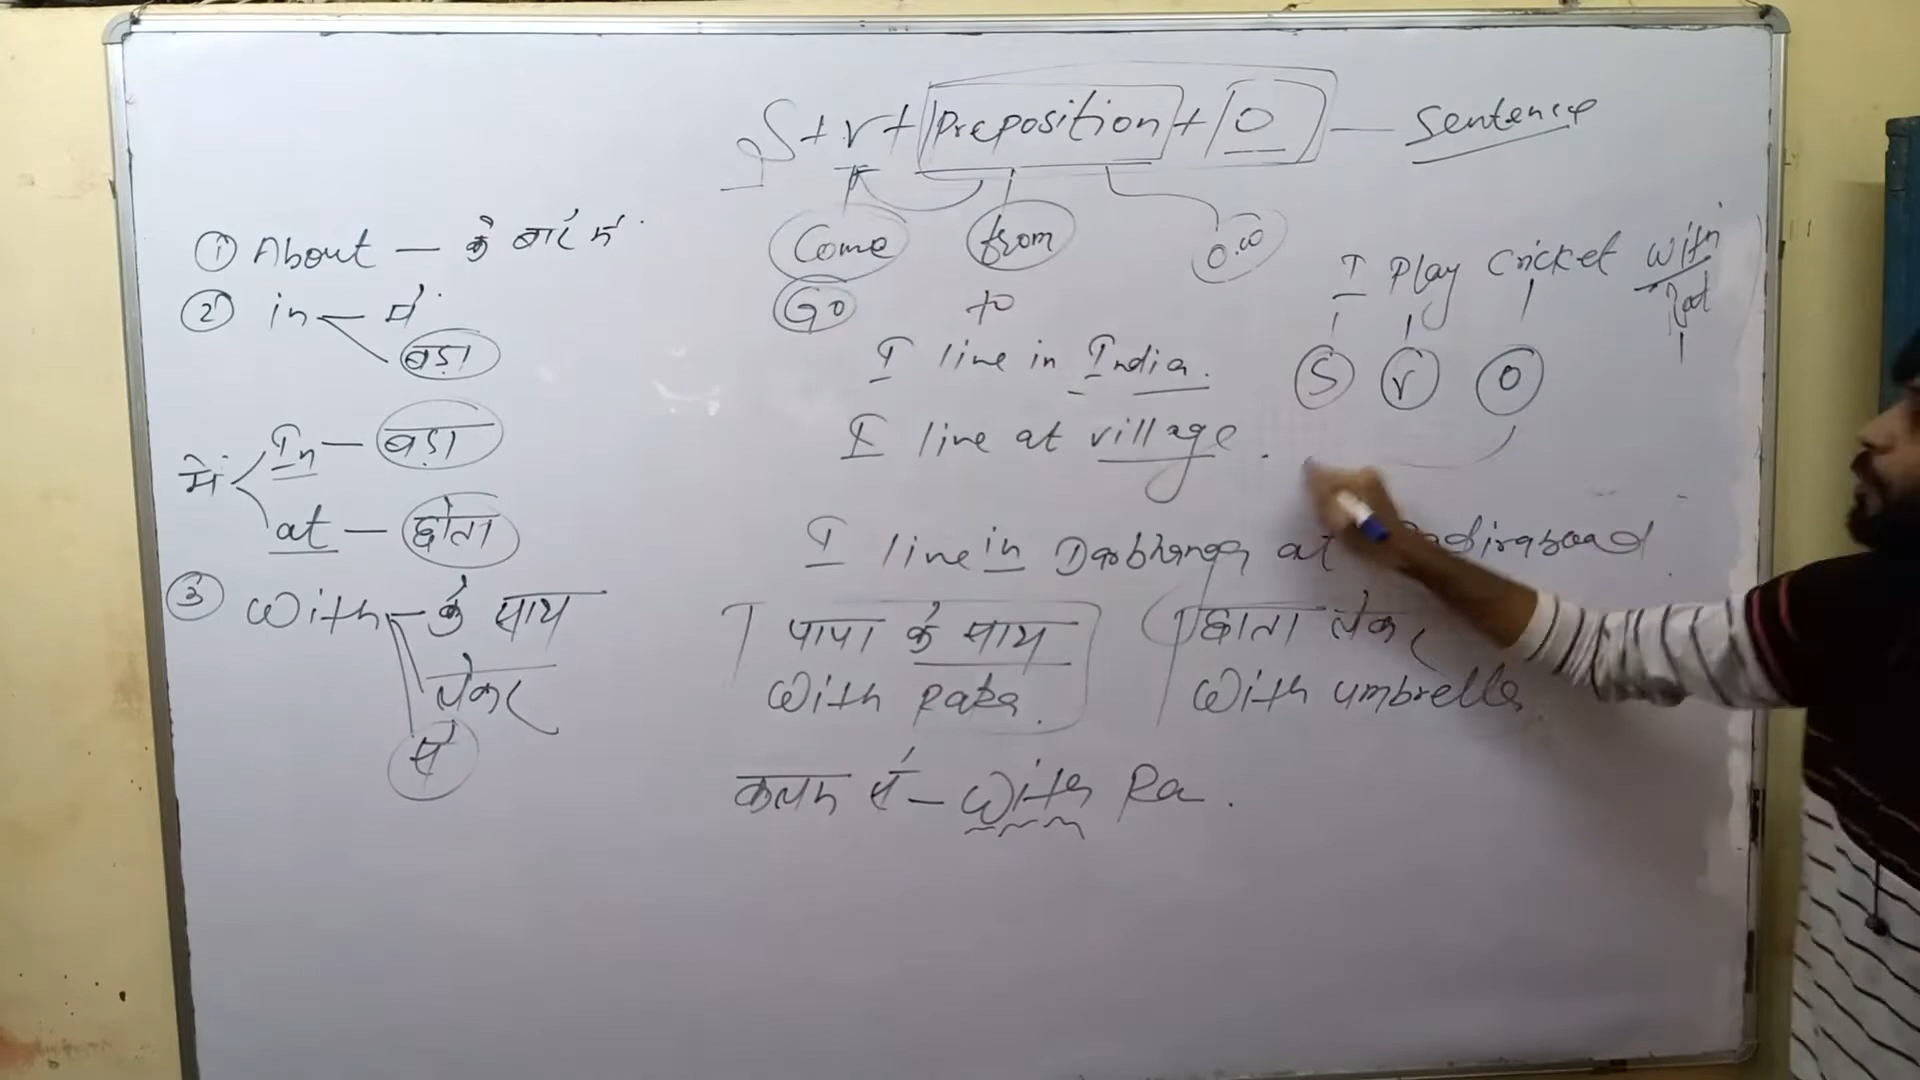 S + V + Preposition + O — Sentence
① About — के बारे में
② in — में
बड़ा
में In — बड़ा
at — छोटा
③ With — के साथ
लेकर
से
Come from
Go to
I live in India.
I live at village.
I live in Darbhanga at
पापा के साथ
With papa.
छाता लेकर
With umbrella
कलम से — With Pen.
I Play Cricket With
S V O